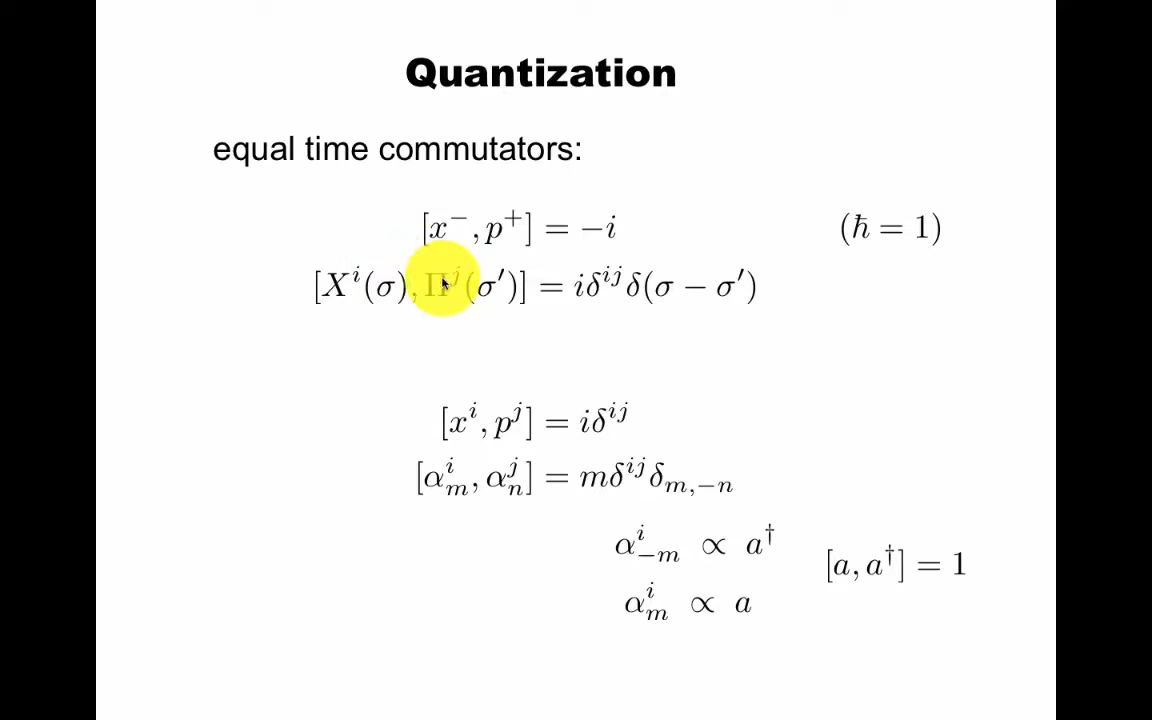 Quantization
equal time commutators:
[x⁻, p⁺] = −i (ħ = 1)
[Xⁱ(σ), Πʲ(σ′)] = iδⁱʲδ(σ − σ′)
[xⁱ, pʲ] = iδⁱʲ
[αⁱₘ, αʲₙ] = mδⁱʲδₘ,₋ₙ
αⁱ₋ₘ ∝ a†
[a, a†] = 1
αⁱₘ ∝ a